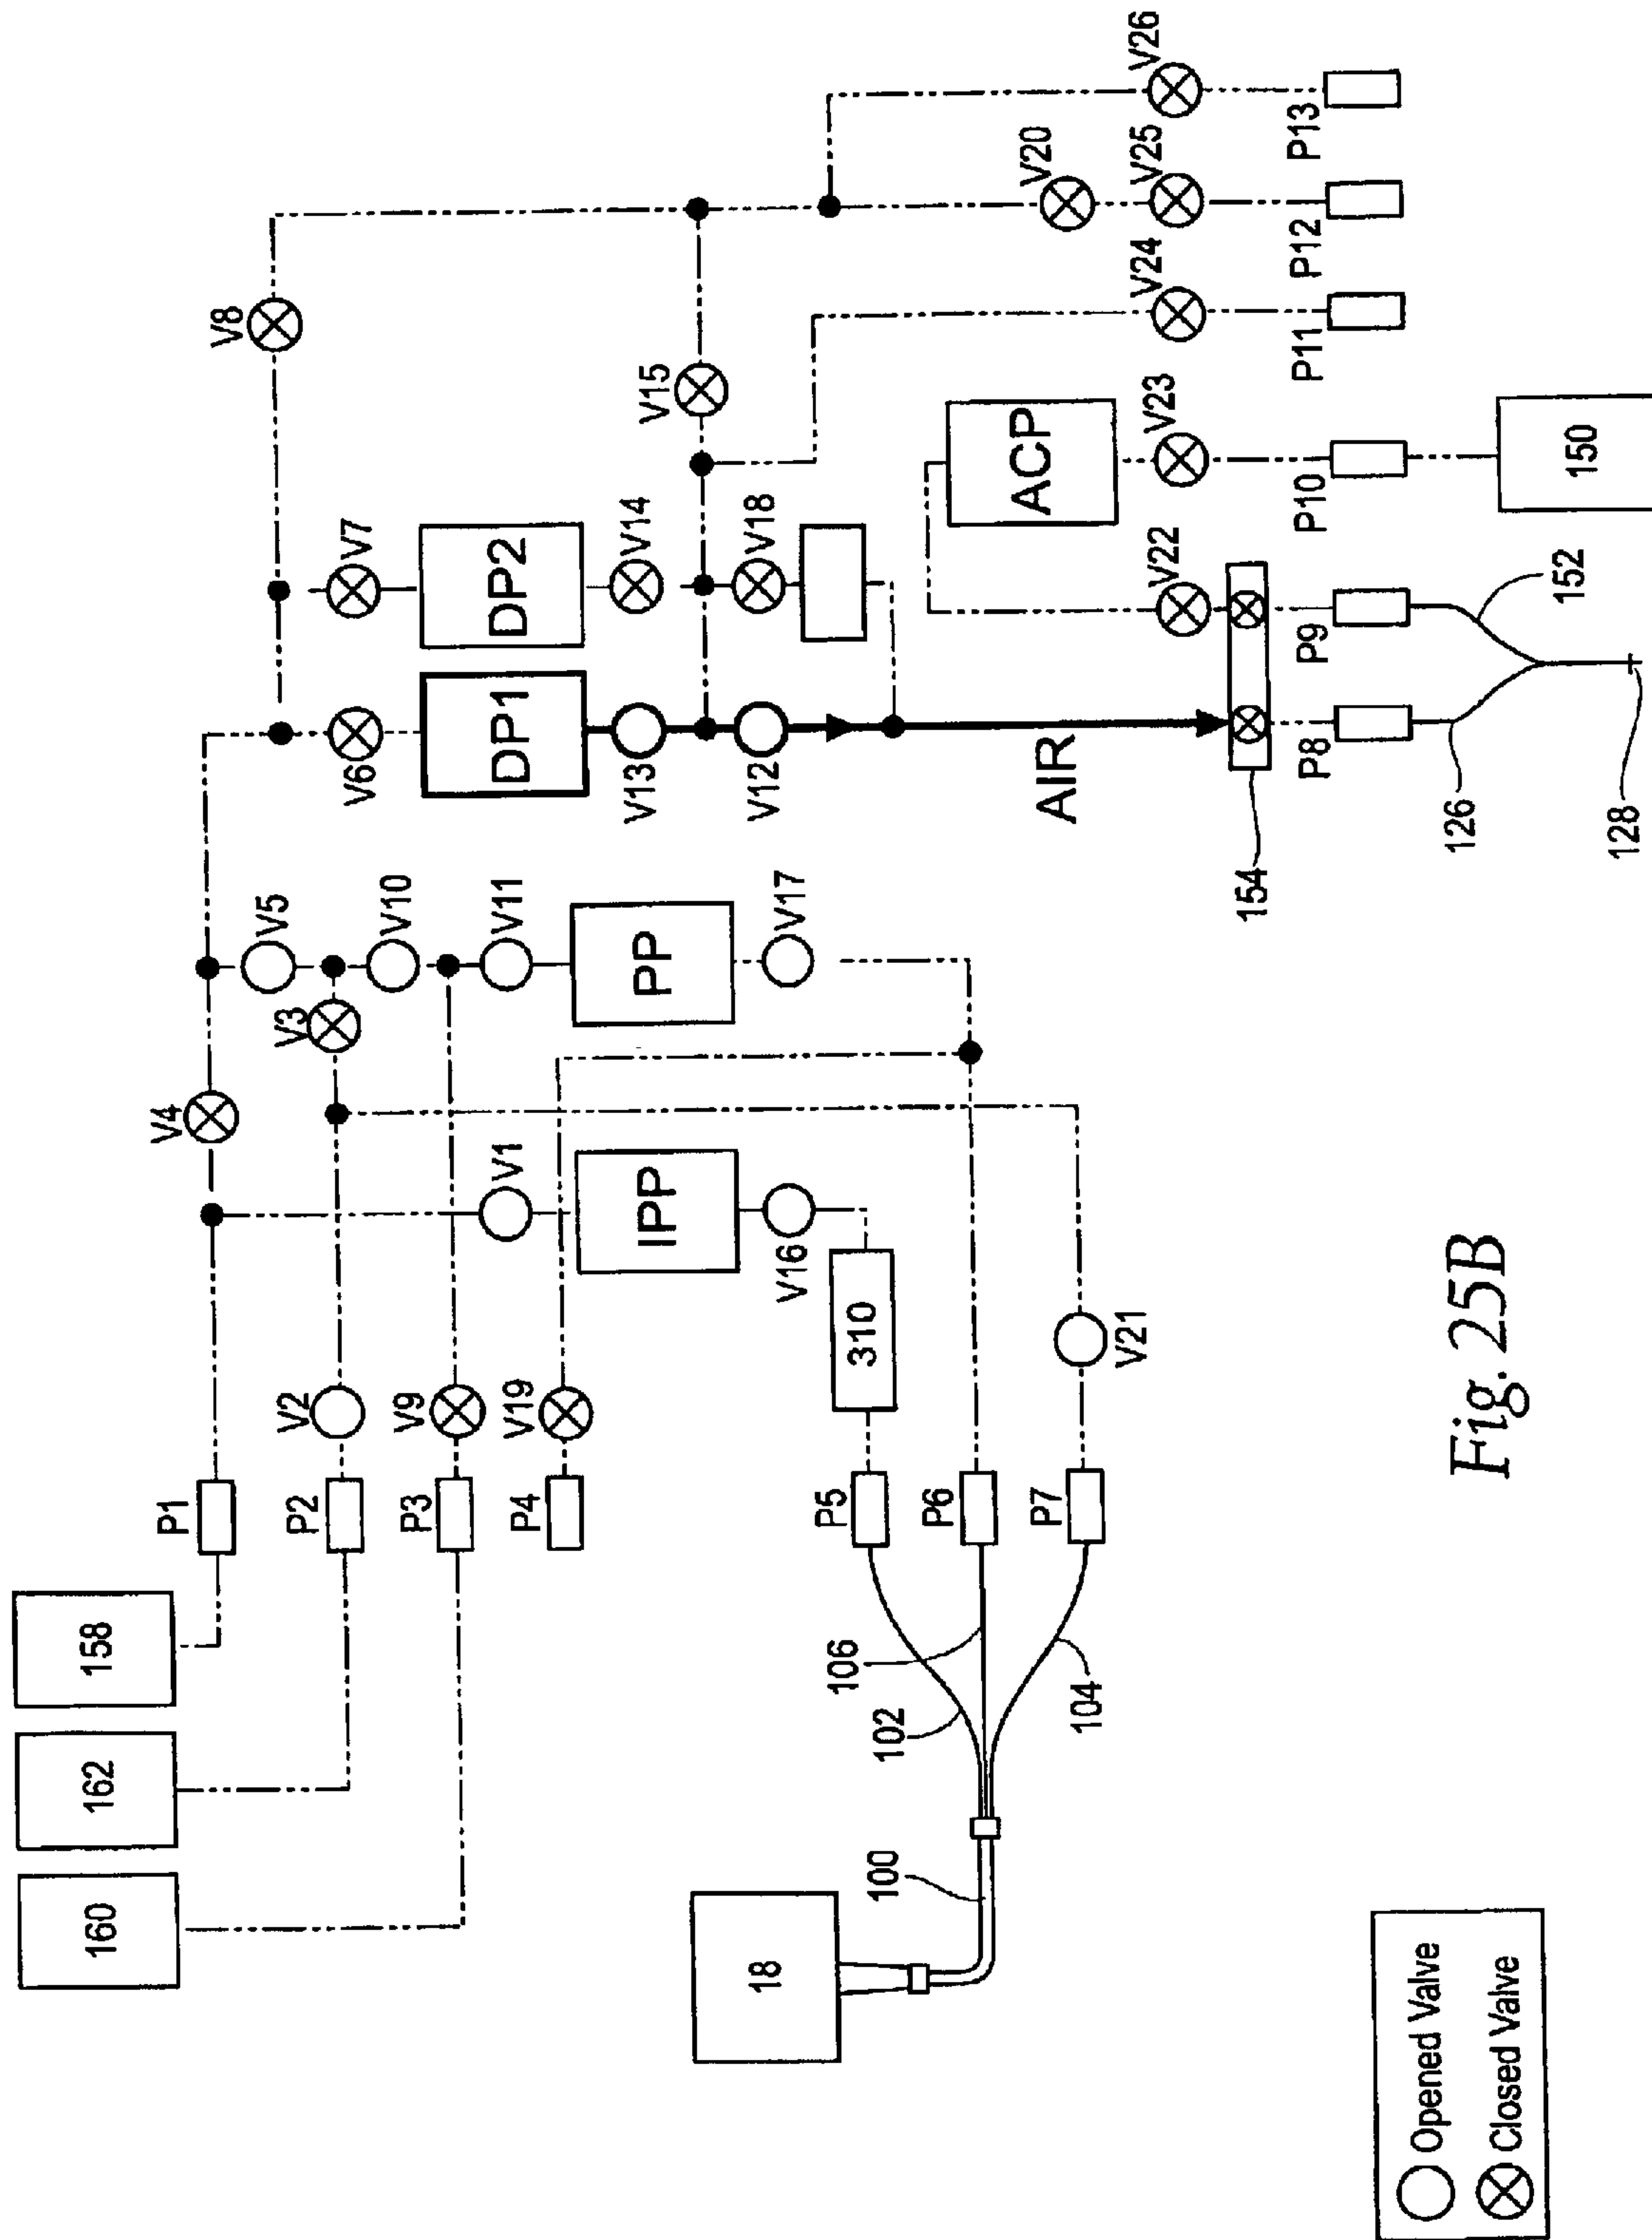 160
162
158
P1
P2
P3
P4
V2
V9
V19
V4
V1
V3
V5
V10
V11
IPP
PP
V16
V17
310
P5
P6
P7
V21
18
100
102
106
104
V8
V6
V7
DP1
DP2
V13
V14
V12
V18
V15
AIR
ACP
V20
V22
V23
V24
V25
V26
154
P8
P9
P10
P11
P12
P13
126
152
128
150
Opened Valve
Closed Valve
Fig. 25B